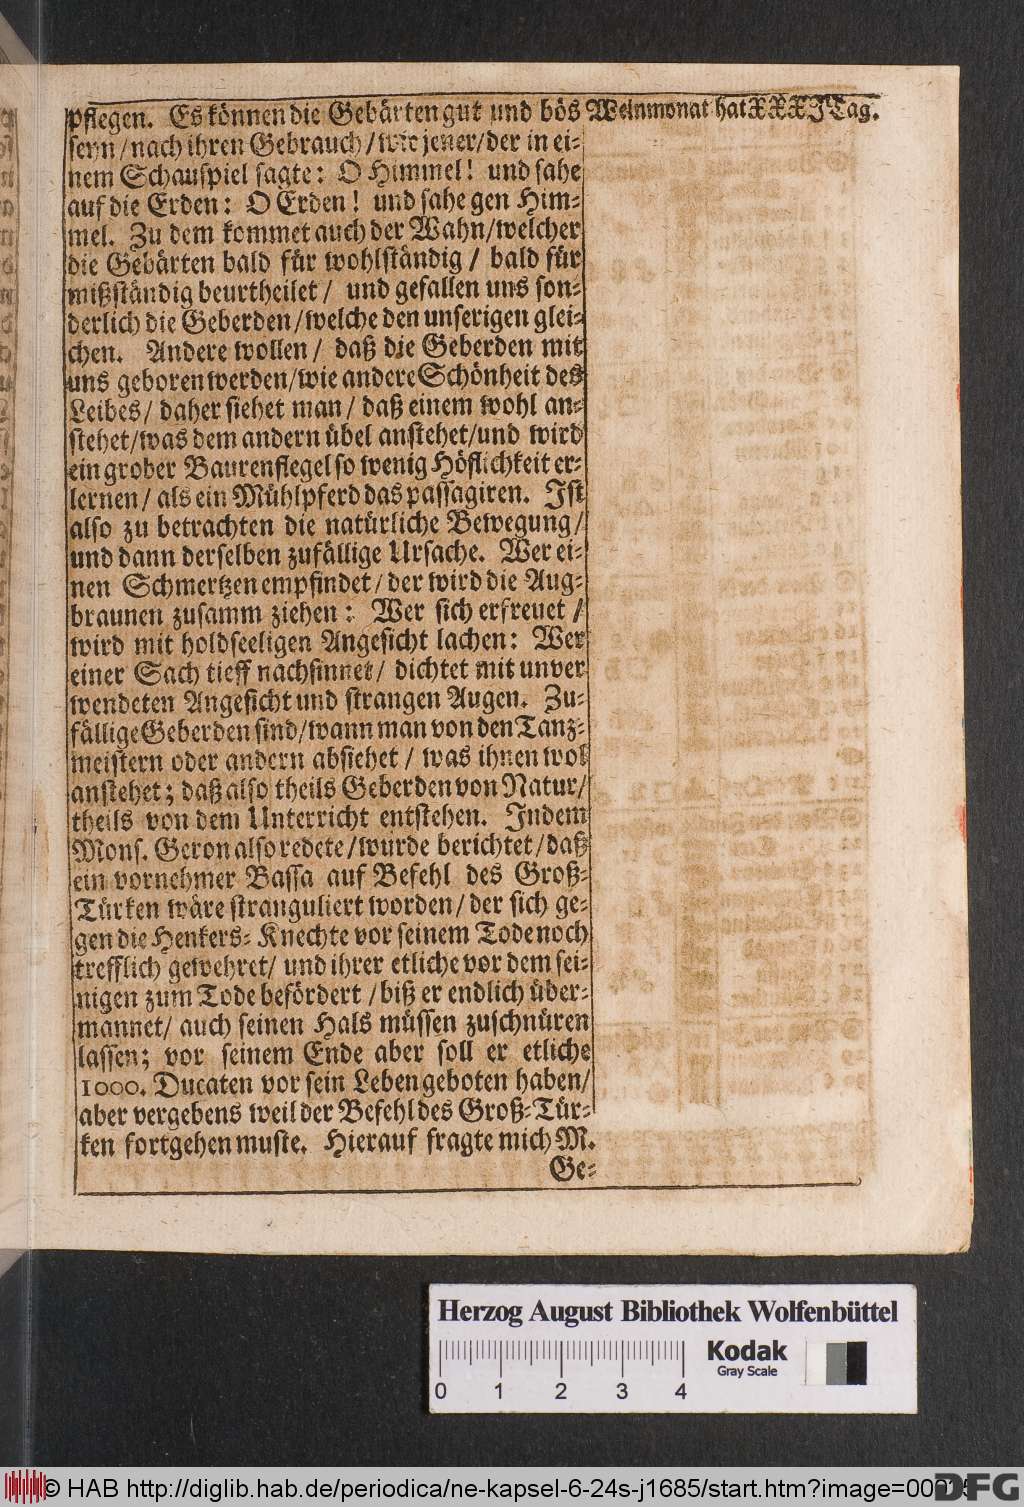 pflegen. Es können die Gebärten gut und bös
seyn / nach ihren Gebrauch / wie jener / der in ei-
nem Schauspiel sagte: O Himmel! und sahe
auf die Erden: O Erden! und sahe gen Him-
mel. Zu dem kommet auch der Wahn / welcher
die Gebärten bald für wohlständig / bald für
mißständig beurtheilet / und gefallen uns son-
derlich die Geberden / welche den unserigen glei-
chen. Andere wollen / daß die Geberden mit
uns geboren werden / wie andere Schönheit des
Leibes / daher siehet man / daß einem wohl an-
stehet / was dem andern übel anstehet / und wird
ein grober Baurenflegel so wenig Höflichkeit er-
lernen / als ein Mühlpferd das passagiren. Ist
also zu betrachten die natürliche Bewegung /
und dann derselben zufällige Ursache. Wer ei-
nen Schmertzen empfindet / der wird die Aug-
braunen zusamm ziehen: Wer sich erfreuet /
wird mit holdseeligen Angesicht lachen: Wer
einer Sach tieff nachsinnet / dichtet mit unver
wendeten Angesicht und strangen Augen. Zu-
fällige Geberden sind / wann man von den Tanz-
meistern oder andern absiehet / was ihnen wol
anstehet; daß also theils Geberden von Natur /
theils von dem Unterricht entstehen. Indem
Mons. Geron also redete / wurde berichtet / daß
ein vornehmer Bassa auf Befehl des Groß-
Türken wäre stranguliert worden / der sich ge-
gen die Henkers-Knechte vor seinem Tode noch
trefflich gewehret / und ihrer etliche vor dem sei-
nigen zum Tode befördert / biß er endlich über-
mannet / auch seinen Hals müssen zuschnüren
lassen; vor seinem Ende aber soll er etliche
1000. Ducaten vor sein Leben geboten haben /
aber vergebens weil der Befehl des Groß-Tür-
ken fortgehen muste. Hierauf fragte mich M.
Ge-
Weinmonat hat XXXI Tag.
Herzog August Bibliothek Wolfenbüttel
Kodak
Gray Scale
0 1 2 3 4
© HAB http://diglib.hab.de/periodica/ne-kapsel-6-24s-j1685/start.htm?image=000
DFG